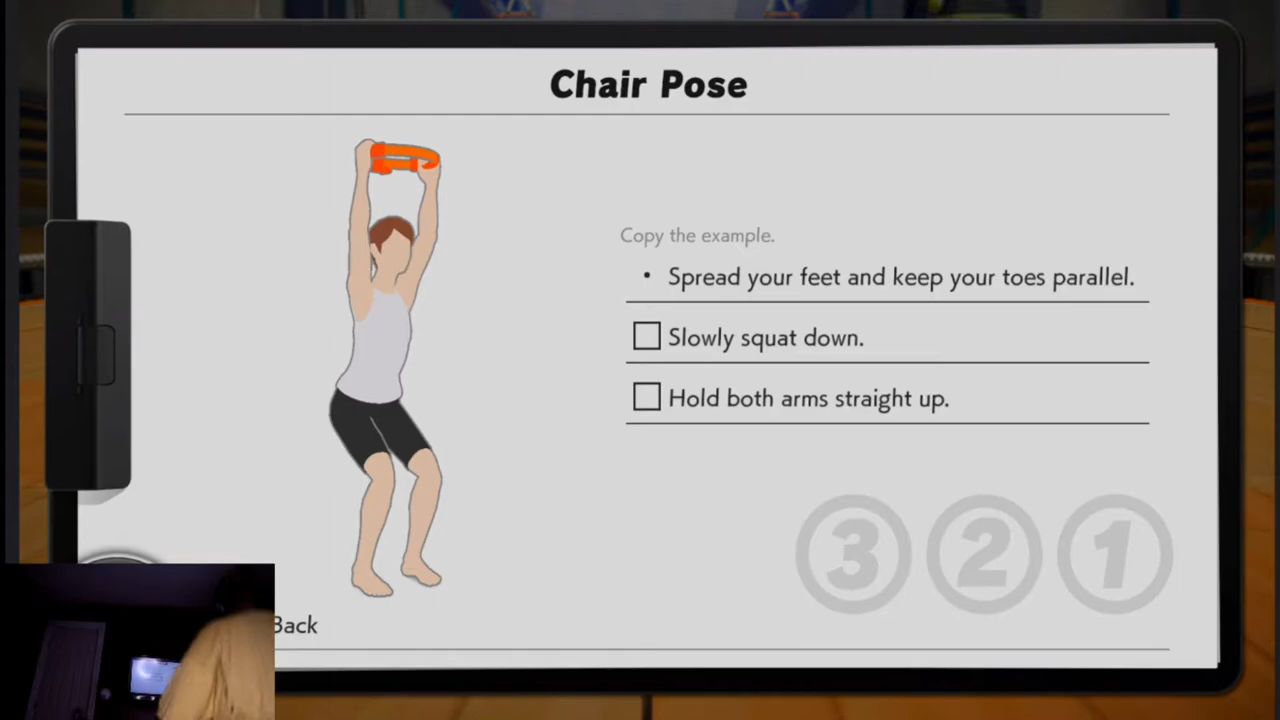 Chair Pose
Copy the example.
• Spread your feet and keep your toes parallel.
Slowly squat down.
Hold both arms straight up.
3 2 1
Back